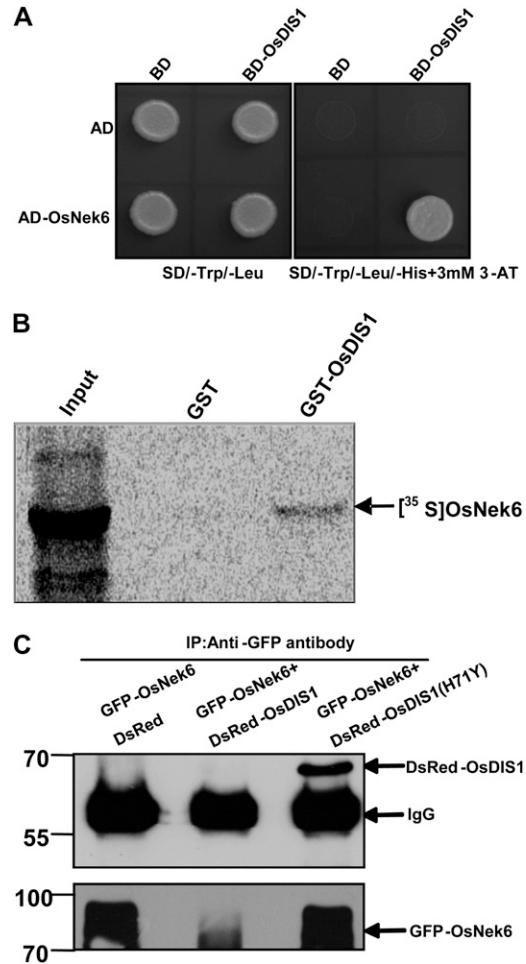 A
BD
BD-OsDIS1
BD
BD-OsDIS1
AD
AD-OsNek6
SD/-Trp/-Leu
SD/-Trp/-Leu/-His+3mM 3-AT
B
Input
GST
GST-OsDIS1
[35 S]OsNek6
C
IP:Anti-GFP antibody
GFP-OsNek6
DsRed
GFP-OsNek6+
DsRed-OsDIS1
GFP-OsNek6+
DsRed-OsDIS1(H71Y)
70
DsRed-OsDIS1
IgG
55
100
GFP-OsNek6
70